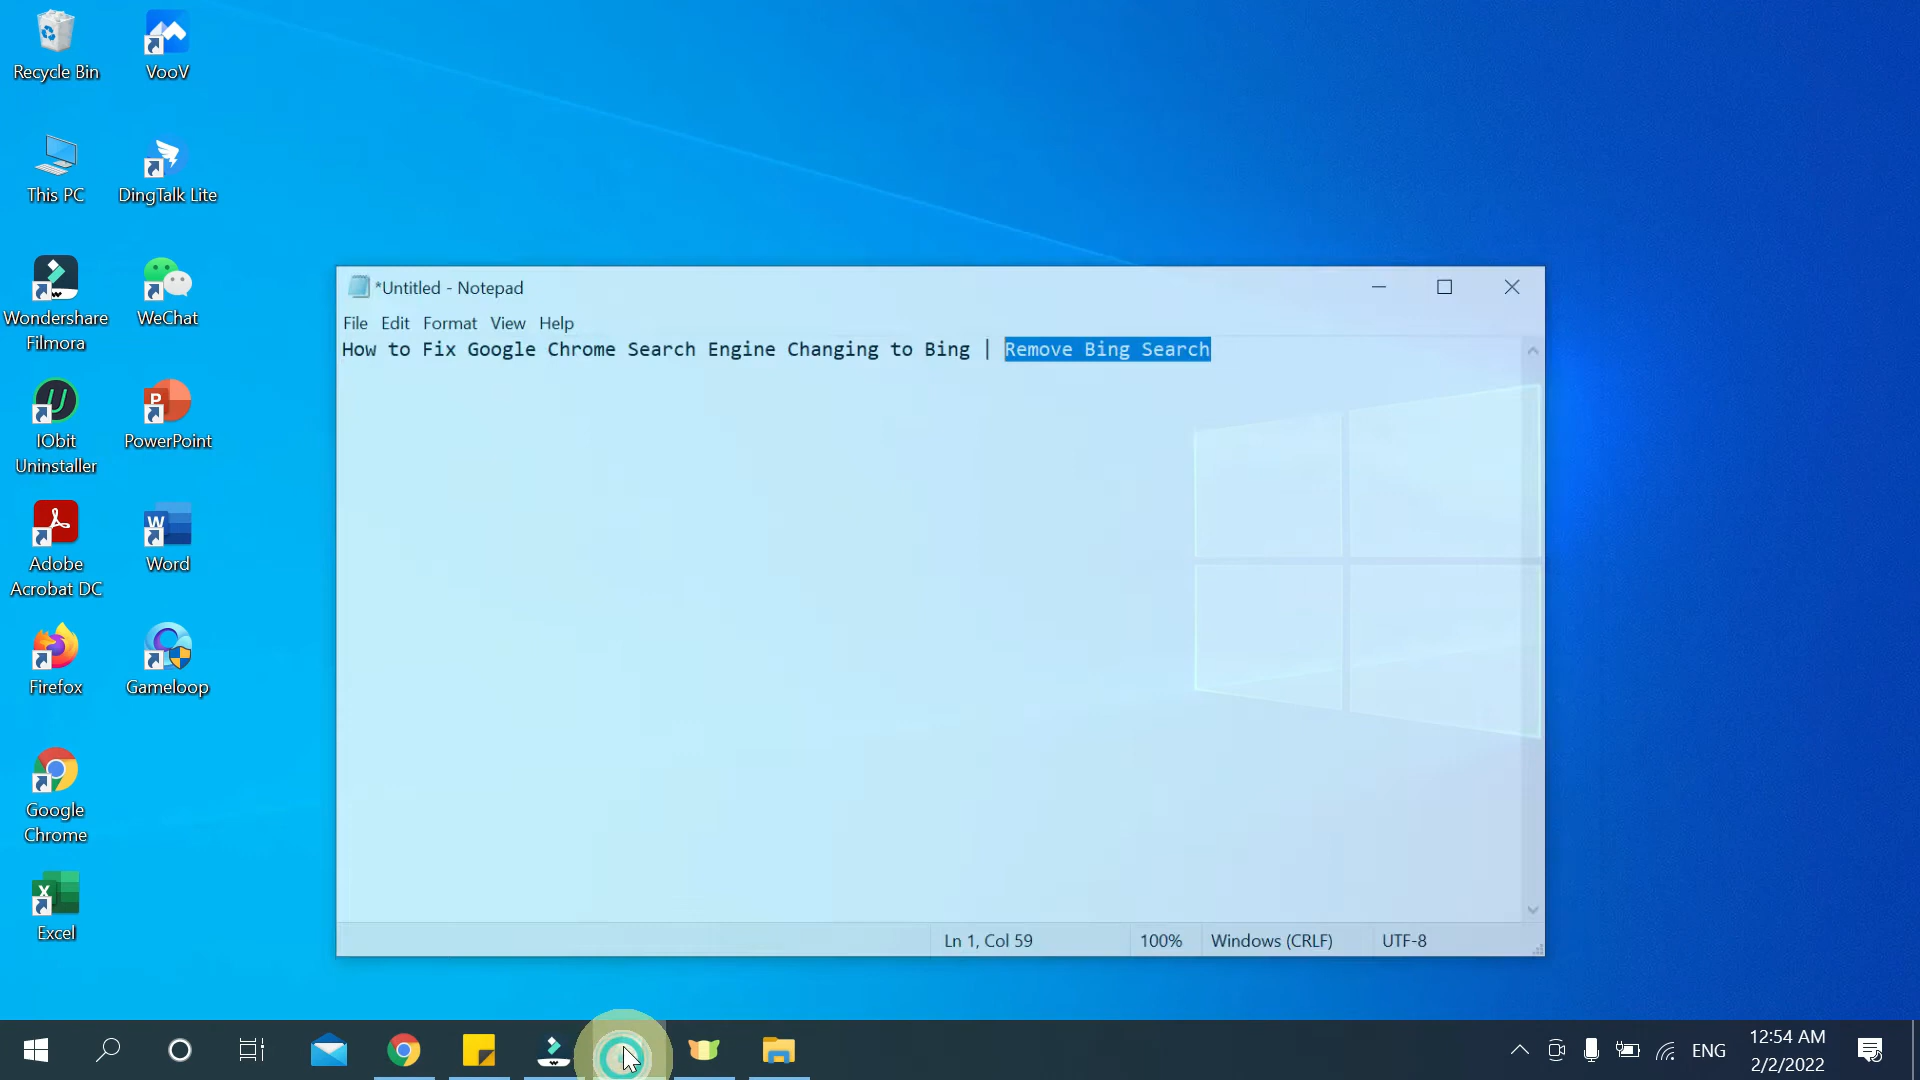 Recycle Bin
VooV
This PC
DingTalk Lite
Wondershare
Filmora
WeChat
IObit
Uninstaller
PowerPoint
Adobe
Acrobat DC
Word
Firefox
Gameloop
Google
Chrome
Excel
*Untitled - Notepad
File Edit Format View Help
How to Fix Google Chrome Search Engine Changing to Bing | Remove Bing Search
Ln 1, Col 59
100%
Windows (CRLF)
UTF-8
ENG
12:54 AM
2/2/2022